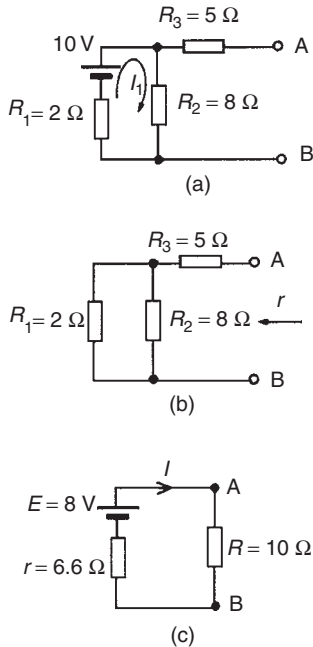 R3 = 5 Ω
10 V
A
I1
R1 = 2 Ω
R2 = 8 Ω
B
(a)
R3 = 5 Ω
A
r
R1 = 2 Ω
R2 = 8 Ω
B
(b)
I
A
E = 8 V
R = 10 Ω
r = 6.6 Ω
B
(c)